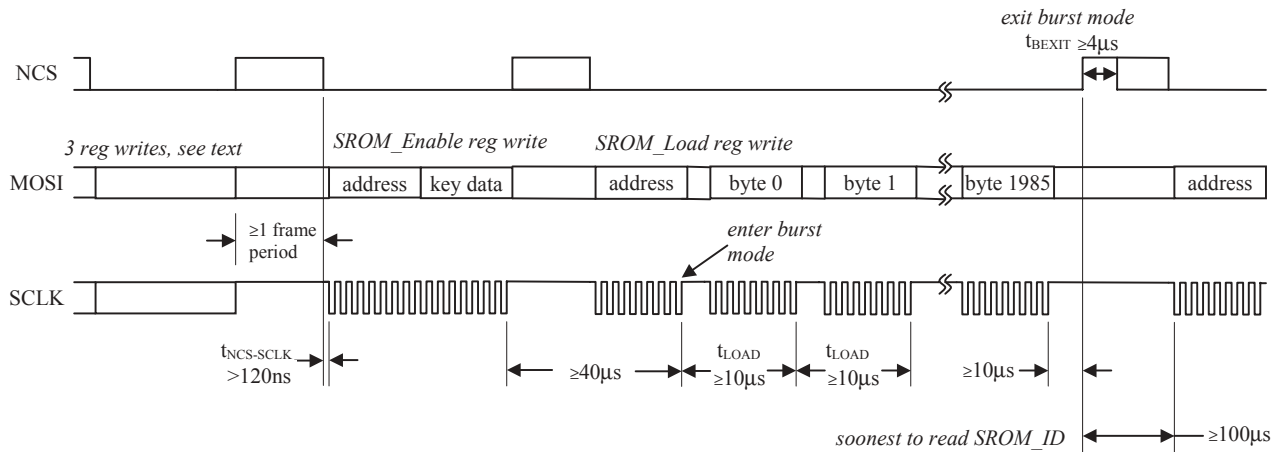 exit burst mode
tBEXIT ≥4μs
NCS
3 reg writes, see text
SROM_Enable reg write
SROM_Load reg write
MOSI
address
key data
address
byte 0
byte 1
byte 1985
address
≥1 frame
period
enter burst
mode
SCLK
tNCS-SCLK
>120ns
≥40μs
tLOAD
≥10μs
tLOAD
≥10μs
≥10μs
soonest to read SROM_ID
≥100μs